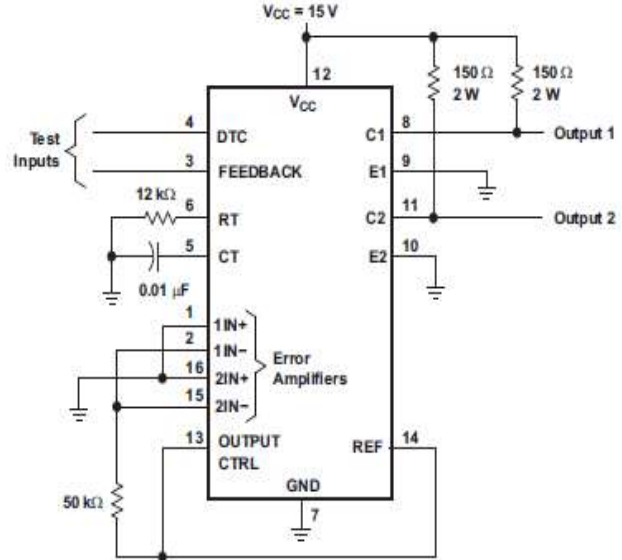 VCC = 15 V
12
VCC
150 Ω
2 W
150 Ω
2 W
Test
Inputs
4
DTC
C1
8
Output 1
3
FEEDBACK
E1
9
12 kΩ
6
RT
C2
11
Output 2
5
CT
E2
10
0.01 µF
1
1IN+
2
1IN−
16
2IN+
15
2IN−
Error
Amplifiers
13
OUTPUT
CTRL
REF
14
50 kΩ
GND
7